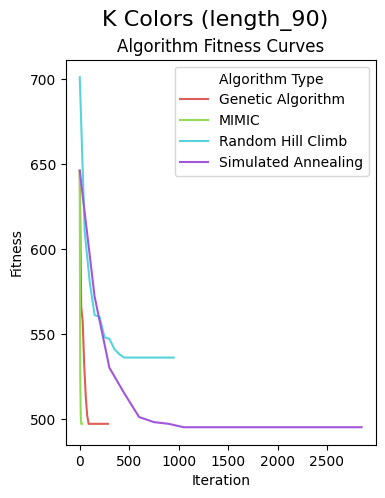 K Colors (length_90)
Algorithm Fitness Curves
Algorithm Type
Genetic Algorithm
MIMIC
Random Hill Climb
Simulated Annealing
Fitness
700
650
600
550
500
0 500 1000 1500 2000 2500
Iteration